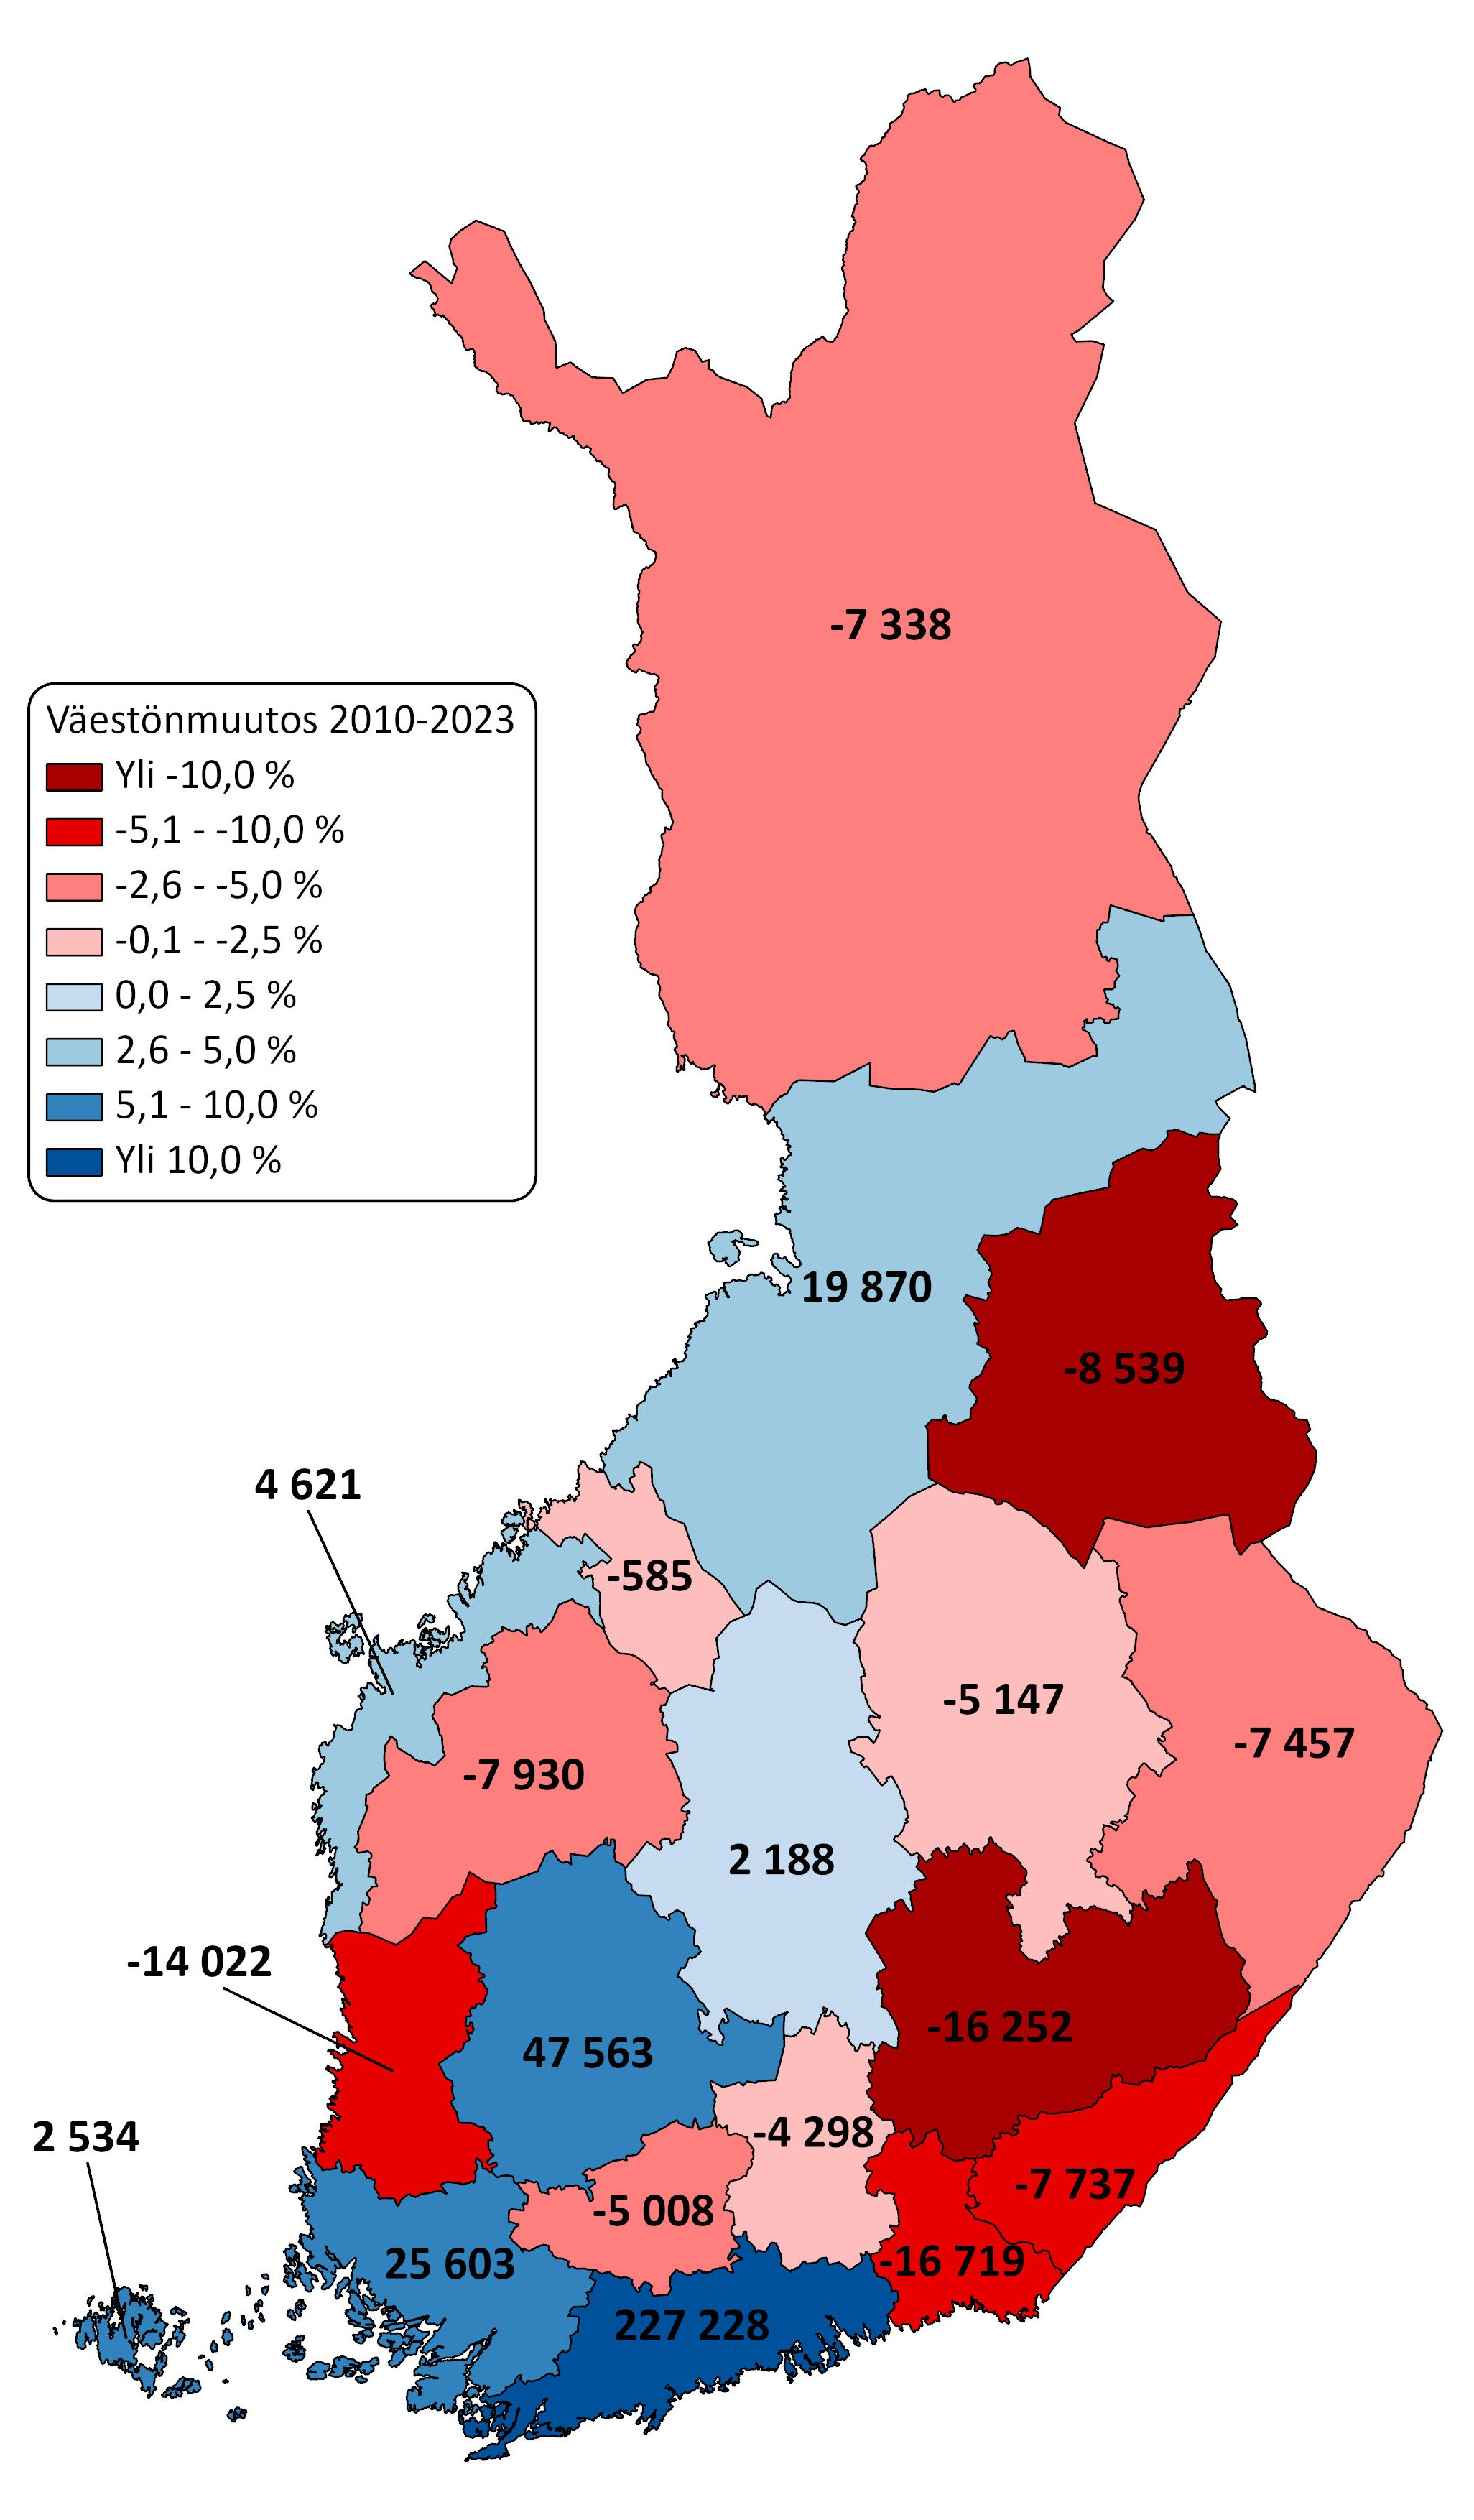 -7 338
Väestönmuutos 2010-2023
Yli -10,0 %
-5,1 - -10,0 %
-2,6 - -5,0 %
-0,1 - -2,5 %
0,0 - 2,5 %
2,6 - 5,0 %
5,1 - 10,0 %
Yli 10,0 %
19 870
-8 539
4 621
-585
-5 147
-7 457
-7 930
2 188
-14 022
-16 252
47 563
2 534
-4 298
-7 737
-5 008
25 603
-16 719
227 228